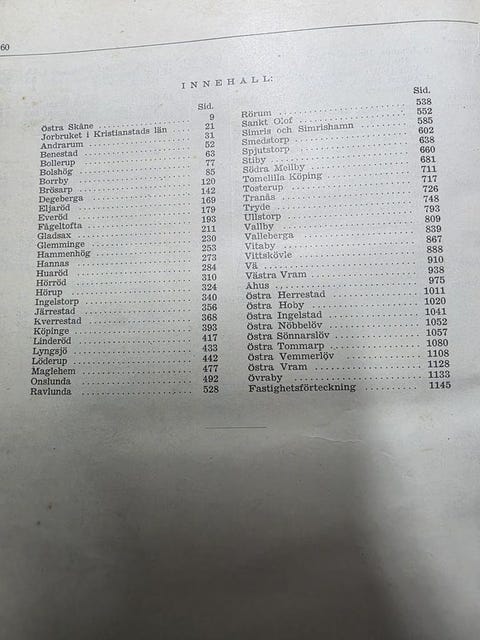 60
INNEHALL:
Sid.
Östra Skåne 9
Jorbruket i Kristianstads län 21
Andrarum 31
Benestad 52
Bollerup 63
Bolshög 77
Borrby 85
Brösarp 120
Degeberga 142
Eljaröd 169
Everöd 179
Fågeltofta 193
Gladsax 211
Glemminge 230
Hammenhög 253
Hannas 273
Huaröd 284
Hörröd 310
Hörup 324
Ingelstorp 340
Järrestad 356
Kverrestad 368
Köpinge 393
Linderöd 417
Lyngsjö 433
Löderup 442
Maglehem 477
Onslunda 492
Ravlunda 528
Sid.
Rörum 538
Sankt Olof 552
Simris och Simrishamn 585
Smedstorp 602
Spjutstorp 638
Stiby 660
Södra Mellby 681
Tomelilla Köping 711
Tosterup 717
Tranås 726
Tryde 748
Ullstorp 793
Vallby 809
Valleberga 839
Vitaby 867
Vittskövle 888
Vä 910
Västra Vram 938
Åhus 975
Östra Herrestad 1011
Östra Hoby 1020
Östra Ingelstad 1041
Östra Nöbbelöv 1052
Östra Sönnarslöv 1057
Östra Tommarp 1080
Östra Vemmerlöv 1108
Östra Vram 1128
Övraby 1133
Fastighetsförteckning 1145